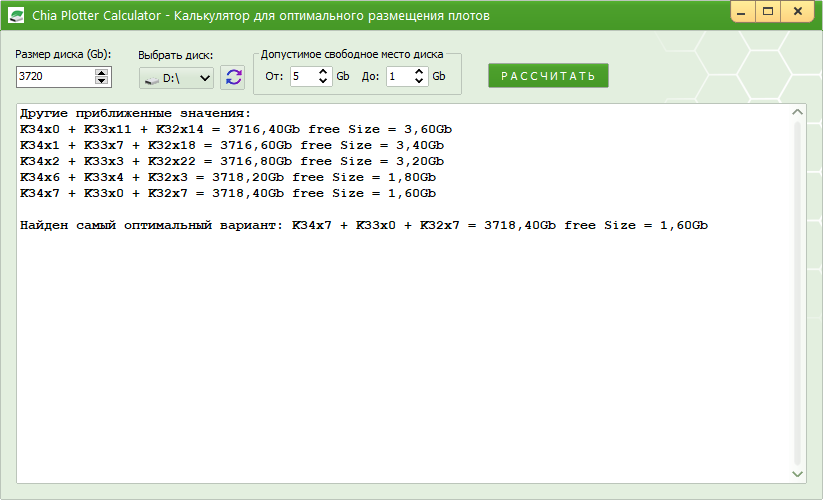 Chia Plotter Calculator - Калькулятор для оптимального размещения плотов
Размер диска (Gb):
Выбрать диск:
Допустимое свободное место диска
3720
D:\
От: 5 Gb До: 1 Gb
РАССЧИТАТЬ
Другие приближенные значения:
K34x0 + K33x11 + K32x14 = 3716,40Gb free Size = 3,60Gb
K34x1 + K33x7 + K32x18 = 3716,60Gb free Size = 3,40Gb
K34x2 + K33x3 + K32x22 = 3716,80Gb free Size = 3,20Gb
K34x6 + K33x4 + K32x3 = 3718,20Gb free Size = 1,80Gb
K34x7 + K33x0 + K32x7 = 3718,40Gb free Size = 1,60Gb
Найден самый оптимальный вариант: K34x7 + K33x0 + K32x7 = 3718,40Gb free Size = 1,60Gb